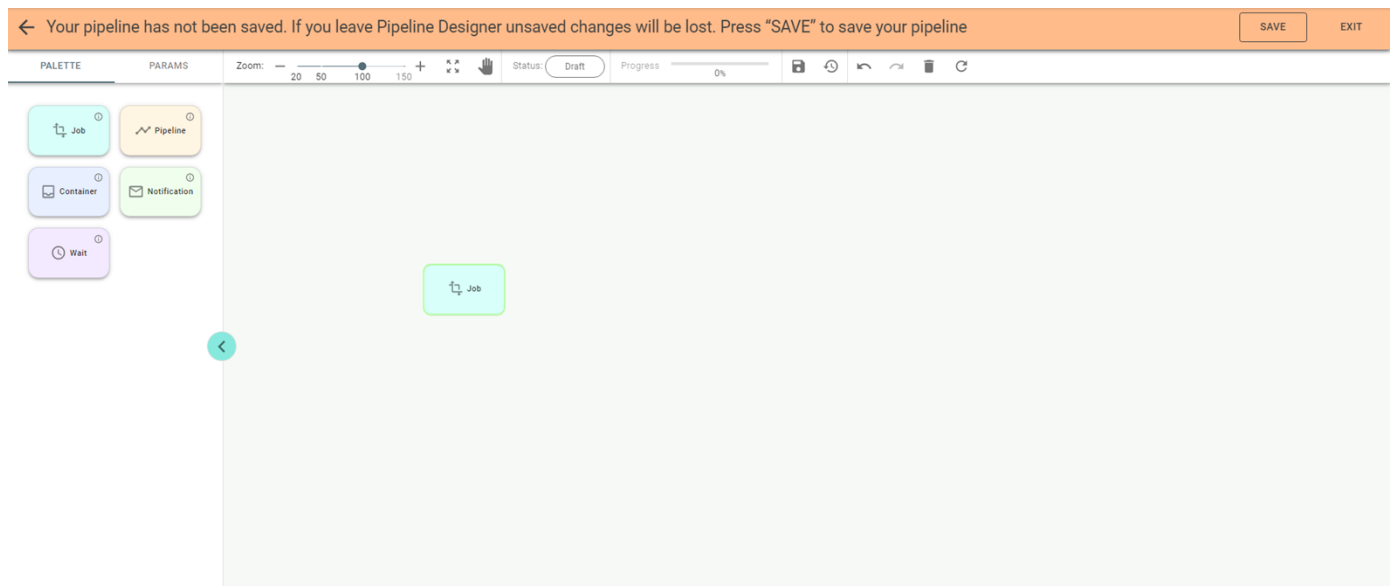 Your pipeline has not been saved. If you leave Pipeline Designer unsaved changes will be lost. Press “SAVE” to save your pipeline
SAVE
EXIT
PALETTE
PARAMS
Zoom:
20 50 100 150
Status: Draft
Progress
0%
Job
Pipeline
Container
Notification
Wait
Job